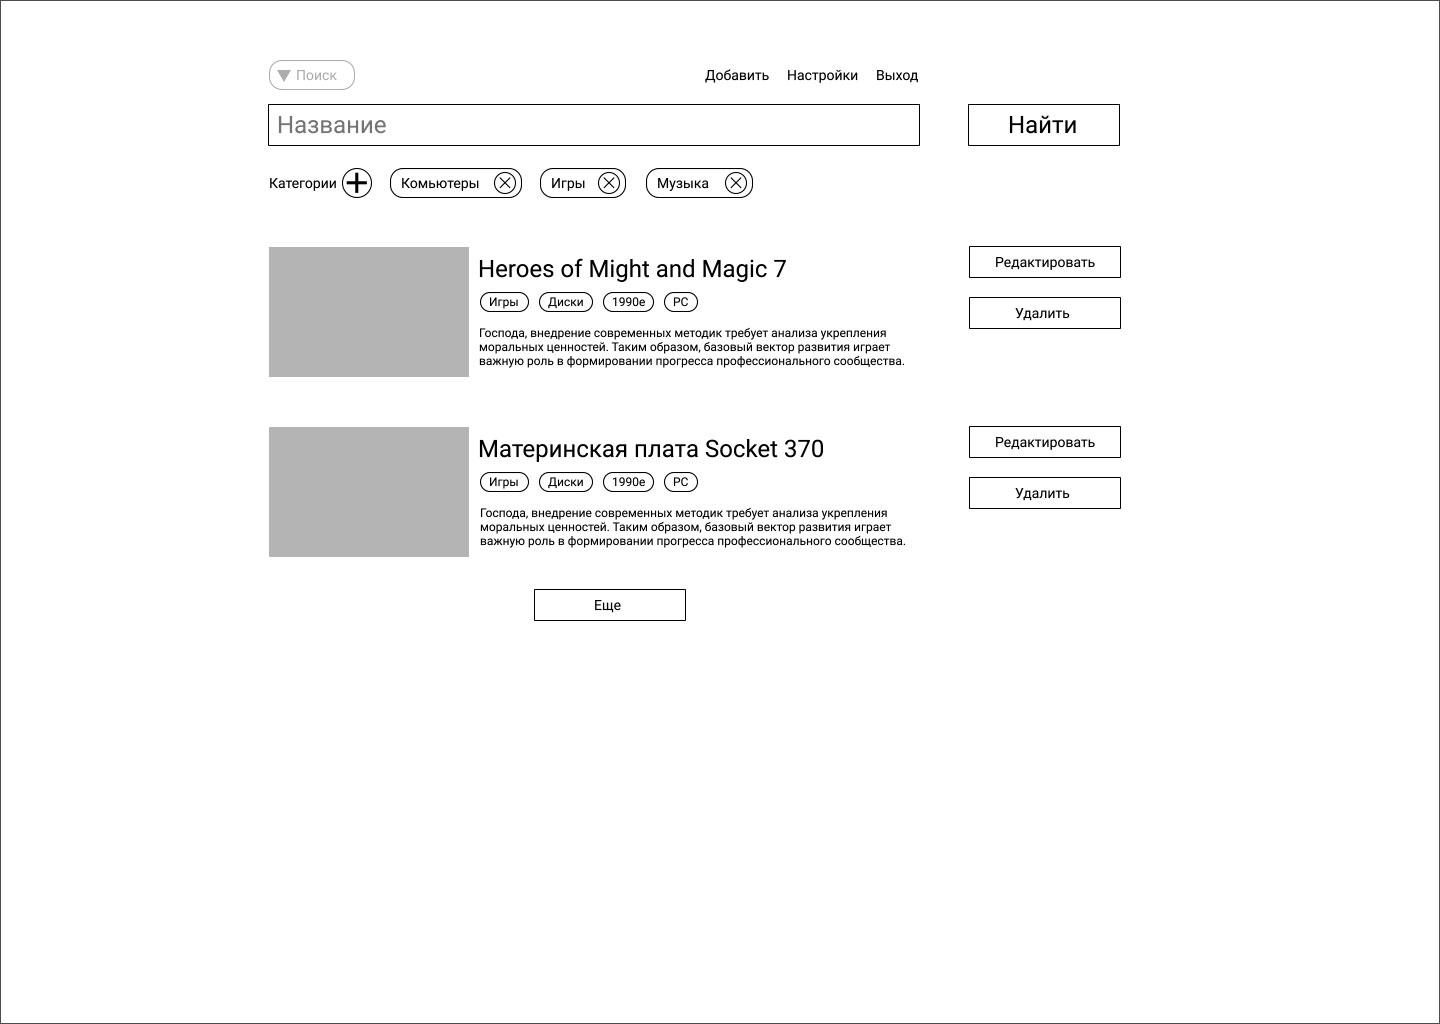 Поиск
Добавить Настройки Выход
Название
Найти
Категории Комьютеры Игры Музыка
Heroes of Might and Magic 7
Игры Диски 1990е PC
Господа, внедрение современных методик требует анализа укрепления
моральных ценностей. Таким образом, базовый вектор развития играет
важную роль в формировании прогресса профессионального сообщества.
Редактировать
Удалить
Материнская плата Socket 370
Игры Диски 1990е PC
Господа, внедрение современных методик требует анализа укрепления
моральных ценностей. Таким образом, базовый вектор развития играет
важную роль в формировании прогресса профессионального сообщества.
Редактировать
Удалить
Еще